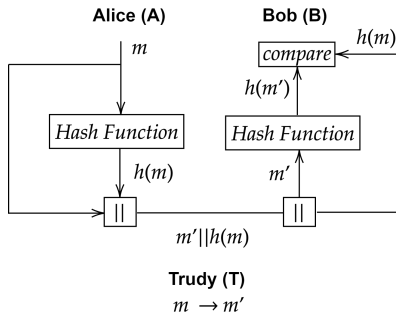 Alice (A)
Bob (B)
m
compare
h(m)
h(m')
Hash Function
Hash Function
h(m)
m'
||
||
m'||h(m)
Trudy (T)
m → m'